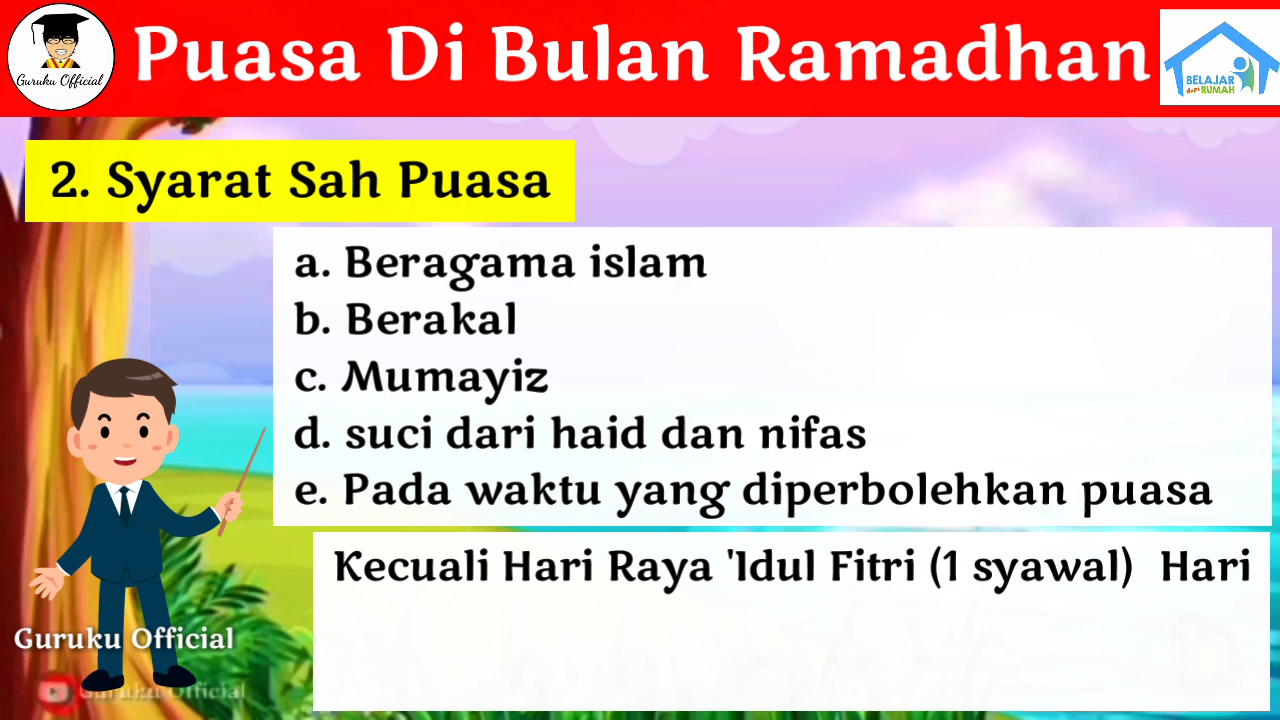 Guruku Official
Puasa Di Bulan Ramadhan
BELAJAR
dari RUMAH
2. Syarat Sah Puasa
a. Beragama islam
b. Berakal
c. Mumayiz
d. suci dari haid dan nifas
e. Pada waktu yang diperbolehkan puasa
Kecuali Hari Raya 'Idul Fitri (1 syawal) Hari
Guruku Official
Guruku Official